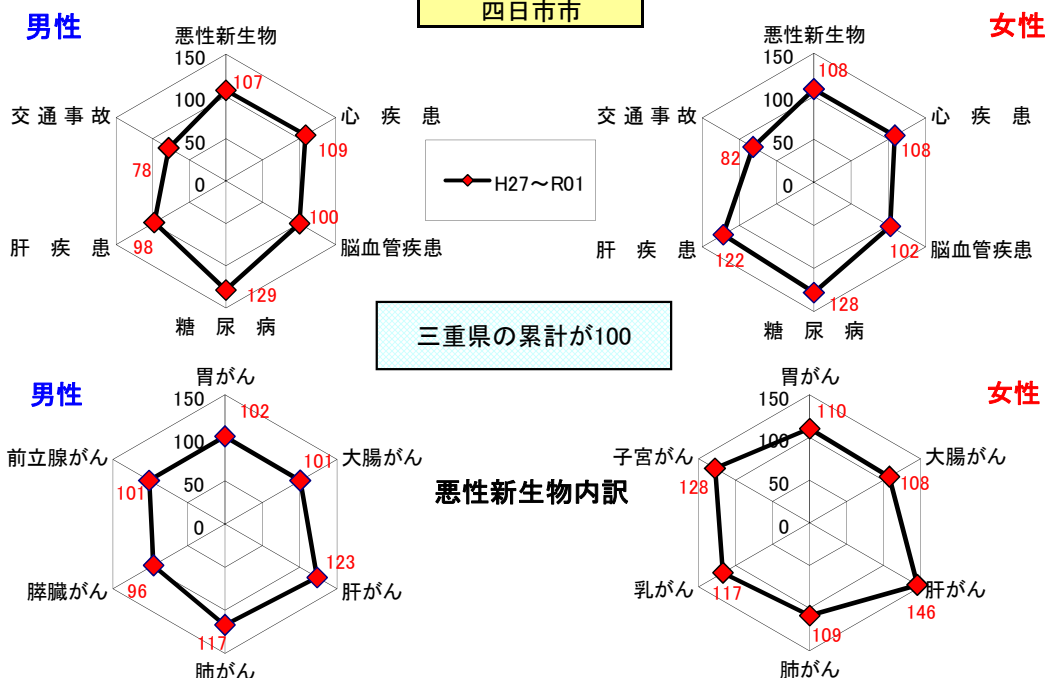 四日市市
男性
悪性新生物
150
107
100
50
0
心　疾　患
109
脳血管疾患
100
糖　尿　病
129
肝　疾　患
98
交 通 事 故
78
H27～R01
女性
悪性新生物
150
108
100
50
0
心　疾　患
108
脳血管疾患
102
糖　尿　病
128
肝　疾　患
122
交 通 事 故
82
三重県の累計が100
男性
胃がん
150
102
100
50
0
大腸がん
101
肝がん
123
肺がん
117
膵臓がん
96
前立腺がん
101
悪性新生物内訳
女性
胃がん
150
110
100
50
0
大腸がん
108
肝がん
146
肺がん
109
乳がん
117
子宮がん
128